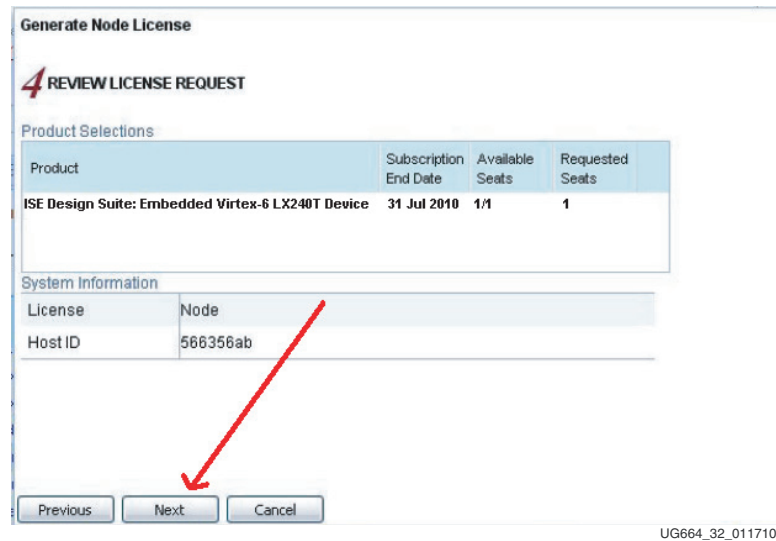 Generate Node License
4 REVIEW LICENSE REQUEST
Product Selections
Product Subscription End Date Available Seats Requested Seats
ISE Design Suite: Embedded Virtex-6 LX240T Device 31 Jul 2010 1/1 1
System Information
License Node
Host ID 566356ab
Previous Next Cancel
UG664_32_011710